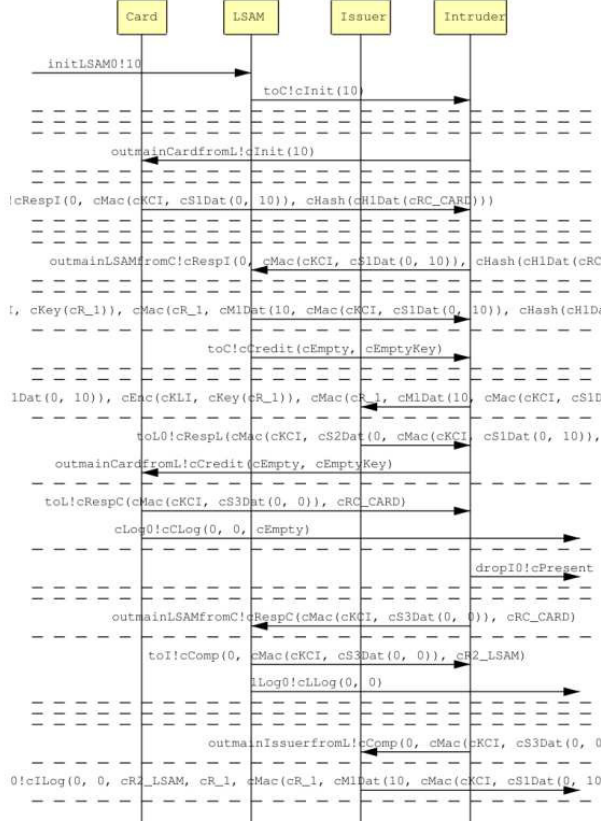 Card LSAM Issuer Intruder
initLSAM0!10
toC!cInit(10)
outmainCardfromL!cInit(10)
!cRespI(0, cMac(cKCI, cS1Dat(0, 10)), cHash(cH1Dat(cRC_CARD)))
outmainLSAMfromC!cRespI(0, cMac(cKCI, cS1Dat(0, 10)), cHash(cH1Dat(cRC
I, cKey(cR_1)), cMac(cR_1, cM1Dat(10, cMac(cKCI, cS1Dat(0, 10)), cHash(cH1Da
toC!cCredit(cEmpty, cEmptyKey)
1Dat(0, 10)), cEnc(cKLI, cKey(cR_1)), cMac(cR_1, cM1Dat(10, cMac(cKCI, cS1D
toL0!cRespL(cMac(cKCI, cS2Dat(0, cMac(cKCI, cS1Dat(0, 10)),
outmainCardfromL!cCredit(cEmpty, cEmptyKey)
toL!cRespC(cMac(cKCI, cS3Dat(0, 0)), cRC_CARD)
cLog0!cCLog(0, 0, cEmpty)
dropI0!cPresent
outmainLSAMfromC!cRespC(cMac(cKCI, cS3Dat(0, 0)), cRC_CARD)
toI!cComp(0, cMac(cKCI, cS3Dat(0, 0)), cR2_LSAM)
lLog0!cLLog(0, 0)
outmainIssuerfromL!cComp(0, cMac(cKCI, cS3Dat(0, 0
0!cILog(0, 0, cR2_LSAM, cR_1, cMac(cR_1, cM1Dat(10, cMac(cKCI, cS1Dat(0, 10